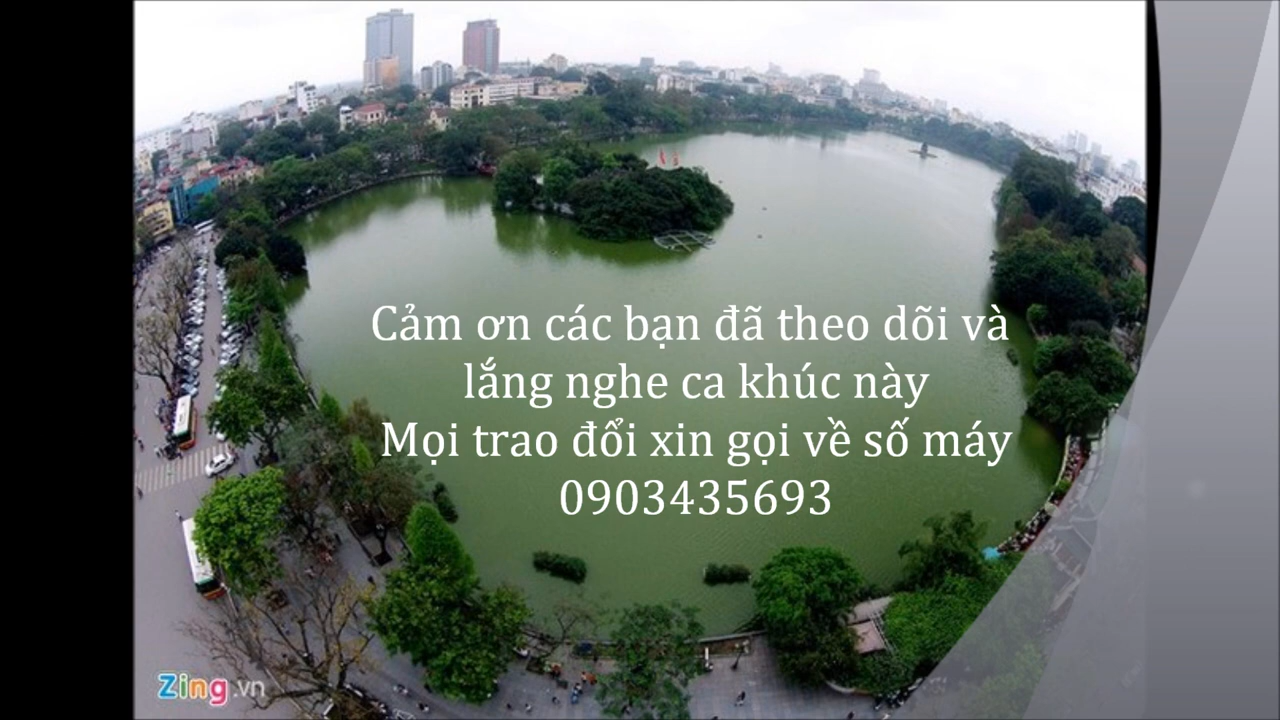 Cảm ơn các bạn đã theo dõi và
lắng nghe ca khúc này
Mọi trao đổi xin gọi về số máy
0903435693
Zing.vn